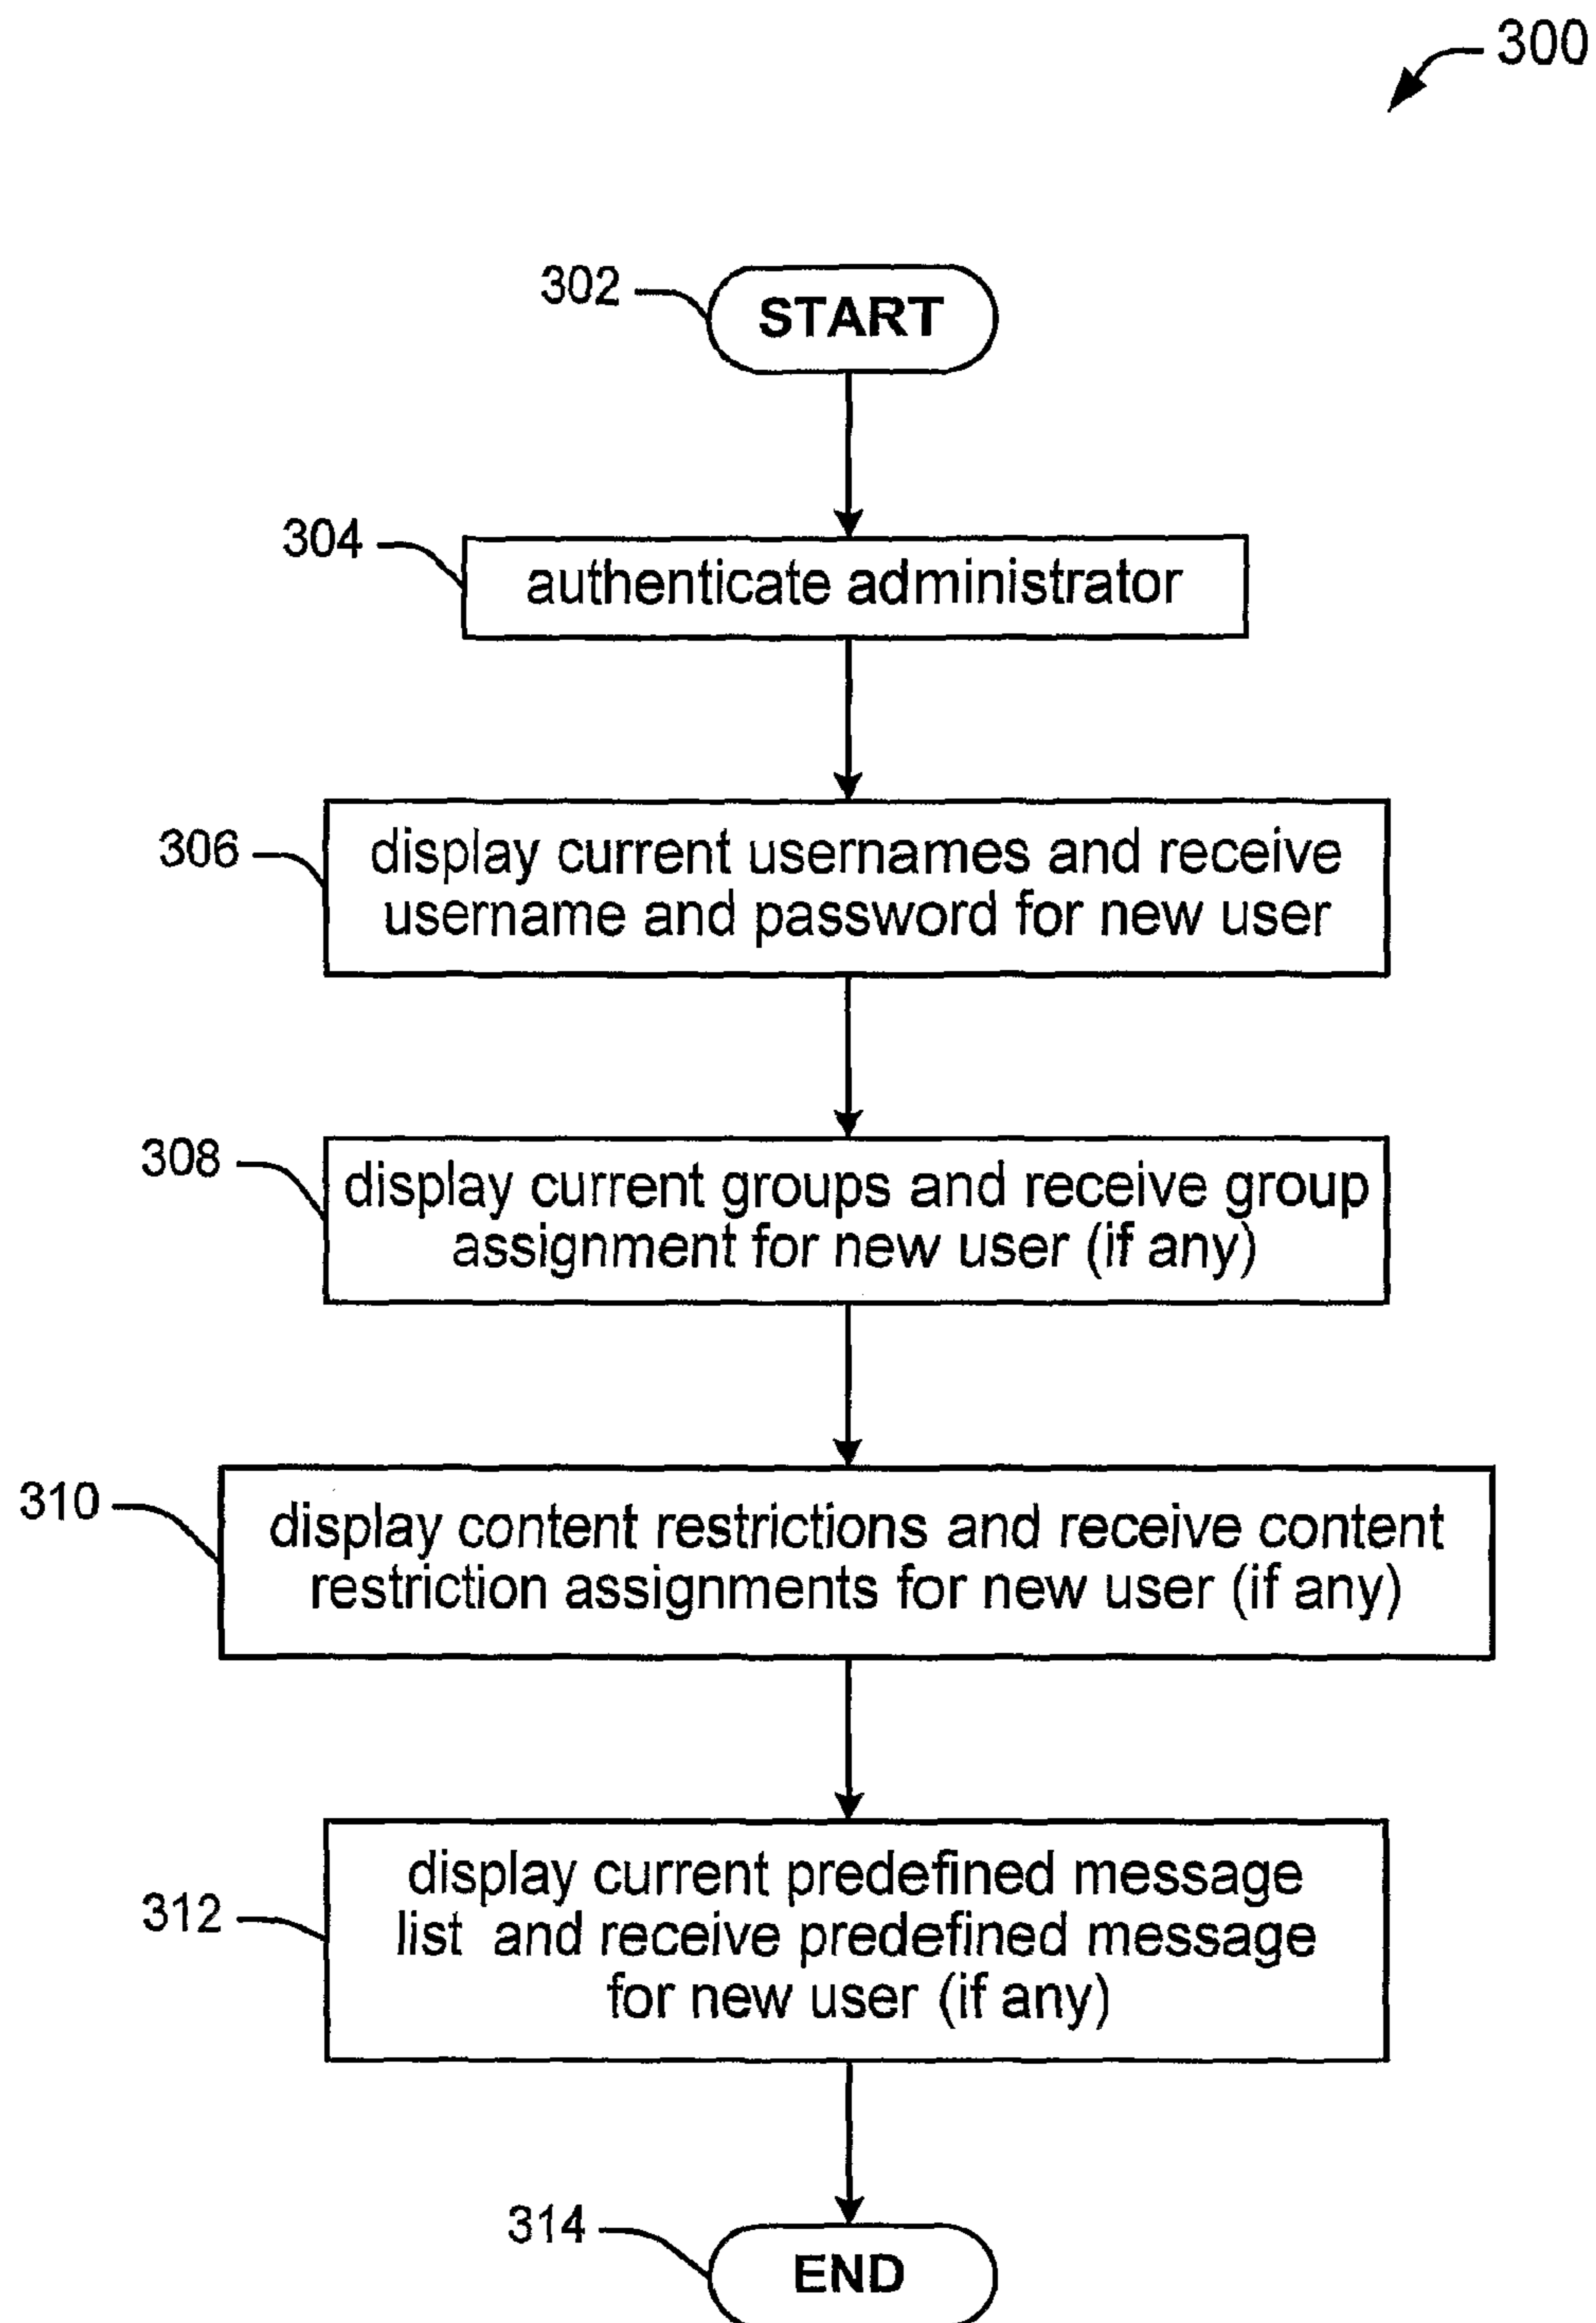 300
302
START
304
authenticate administrator
306
display current usernames and receive
username and password for new user
308
display current groups and receive group
assignment for new user (if any)
310
display content restrictions and receive content
restriction assignments for new user (if any)
312
display current predefined message
list and receive predefined message
for new user (if any)
314
END